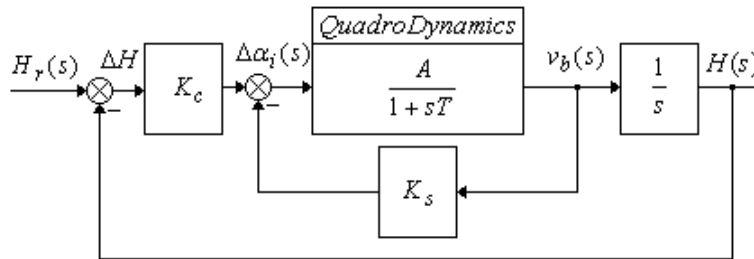 QuadroDynamics
H_r(s)
ΔH
K_c
Δα_i(s)
A
1 + sT
v_b(s)
1
s
H(s)
K_s